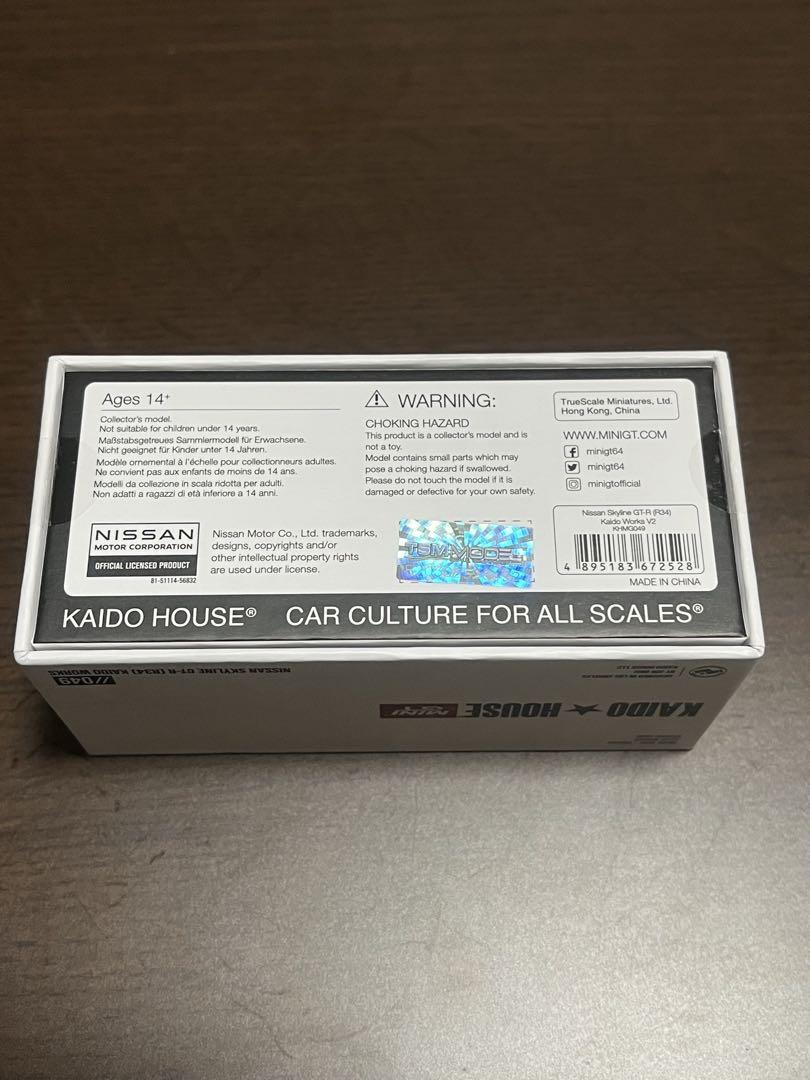 Ages 14+
Collector's model.
Not suitable for children under 14 years.
Maßstabsgetreues Sammlermodell für Erwachsene.
Nicht geeignet für Kinder unter 14 Jahren.
Modèle ornemental à l'échelle pour collectionneurs adultes.
Ne convient pas aux enfants de moins de 14 ans.
Modelli da collezione in scala ridotta per adulti.
Non adatti a ragazzi di età inferiore a 14 anni.
WARNING:
CHOKING HAZARD
This product is a collector's model and is
not a toy.
Model contains small parts which may
pose a choking hazard if swallowed.
Please do not touch the model if it is
damaged or defective for your own safety.
TrueScale Miniatures, Ltd.
Hong Kong, China
WWW.MINIGT.COM
minigt64
minigt64
minigtofficial
NISSAN
MOTOR CORPORATION
OFFICIAL LICENSED PRODUCT
81-51114-56832
Nissan Motor Co., Ltd. trademarks,
designs, copyrights and/or
other intellectual property rights
are used under license.
TSM-MODEL
Nissan Skyline GT-R (R34)
Kaido Works V2
KHMG049
4 895183 672528
MADE IN CHINA
KAIDO HOUSE® CAR CULTURE FOR ALL SCALES®
//049
NISSAN SKYLINE GT-R (R34) KAIDO WORKS
KAIDO★HOUSE
MINI GT